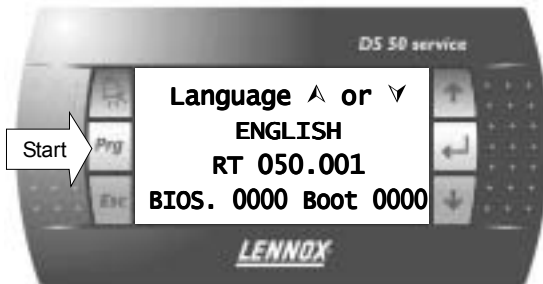 DS 50 service
Language ⋏ or ⋎
ENGLISH
Start
Prg
RT 050.001
Esc
BIOS. 0000 Boot 0000
LENNOX